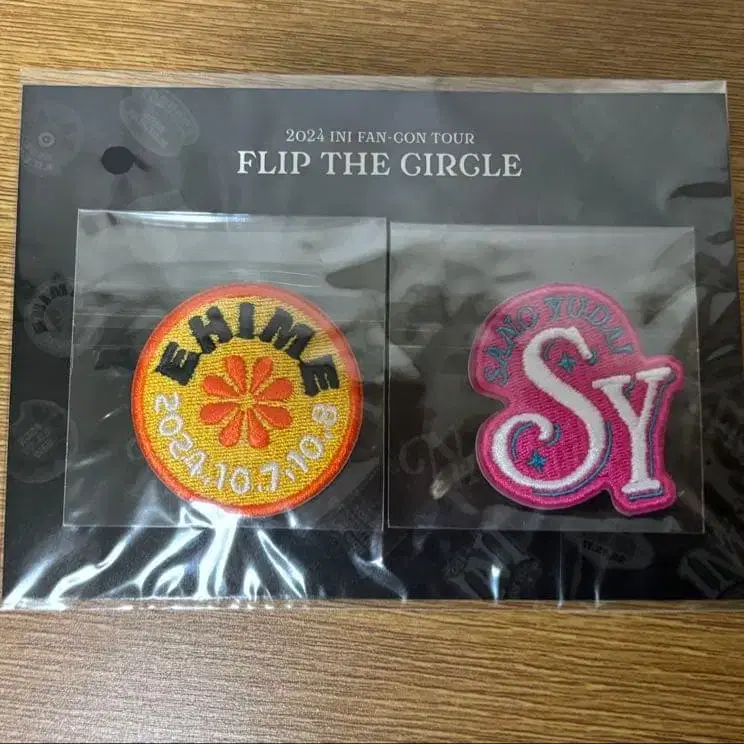 2024 INI FAN-CON TOUR
FLIP THE CIRCLE
EHIME
2024.10.7,10.8
SANO YUDAI
SY